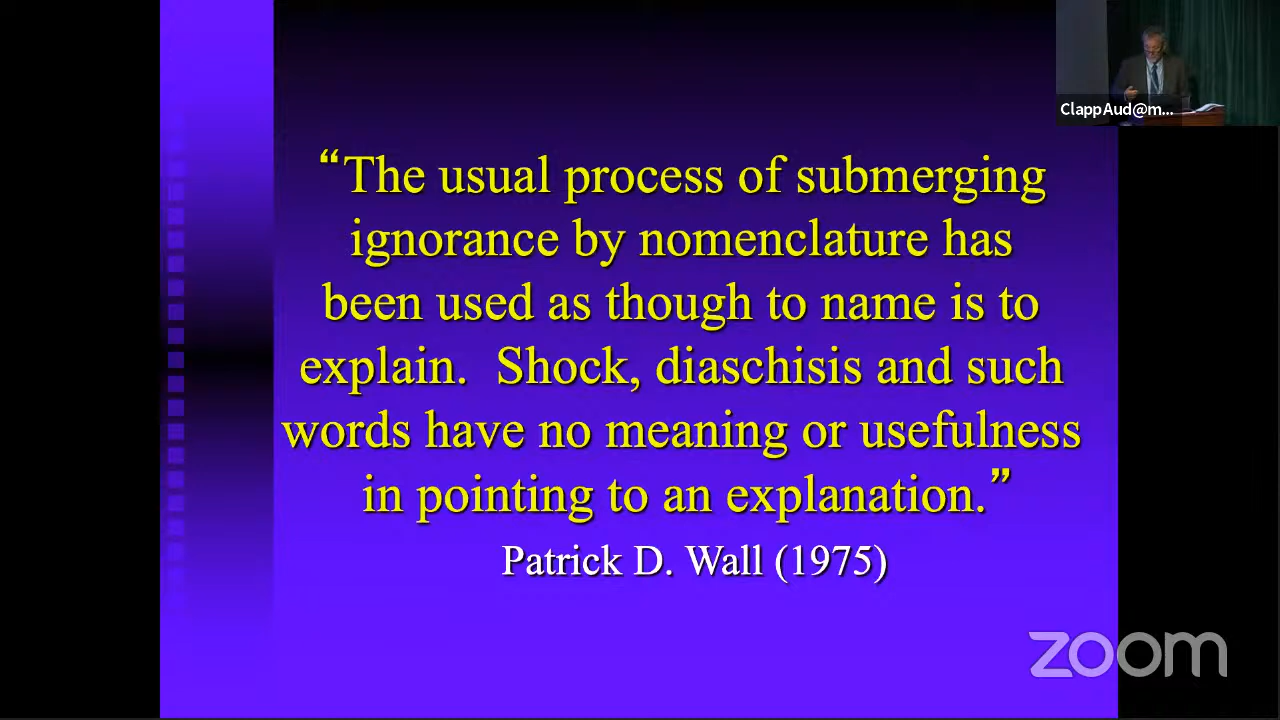 ClappAud@m...
“The usual process of submerging
ignorance by nomenclature has
been used as though to name is to
explain.  Shock, diaschisis and such
words have no meaning or usefulness
in pointing to an explanation.”
Patrick D. Wall (1975)
zoom